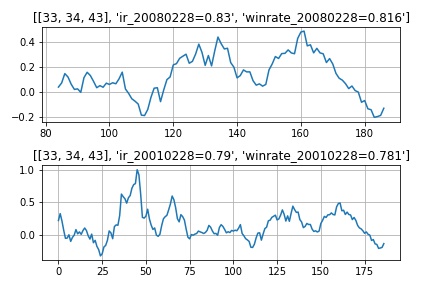 [[33, 34, 43], 'ir_20080228=0.83', 'winrate_20080228=0.816']
0.4
0.2
0.0
−0.2
80 100 120 140 160 180
[[33, 34, 43], 'ir_20010228=0.79', 'winrate_20010228=0.781']
1.0
0.5
0.0
0 25 50 75 100 125 150 175